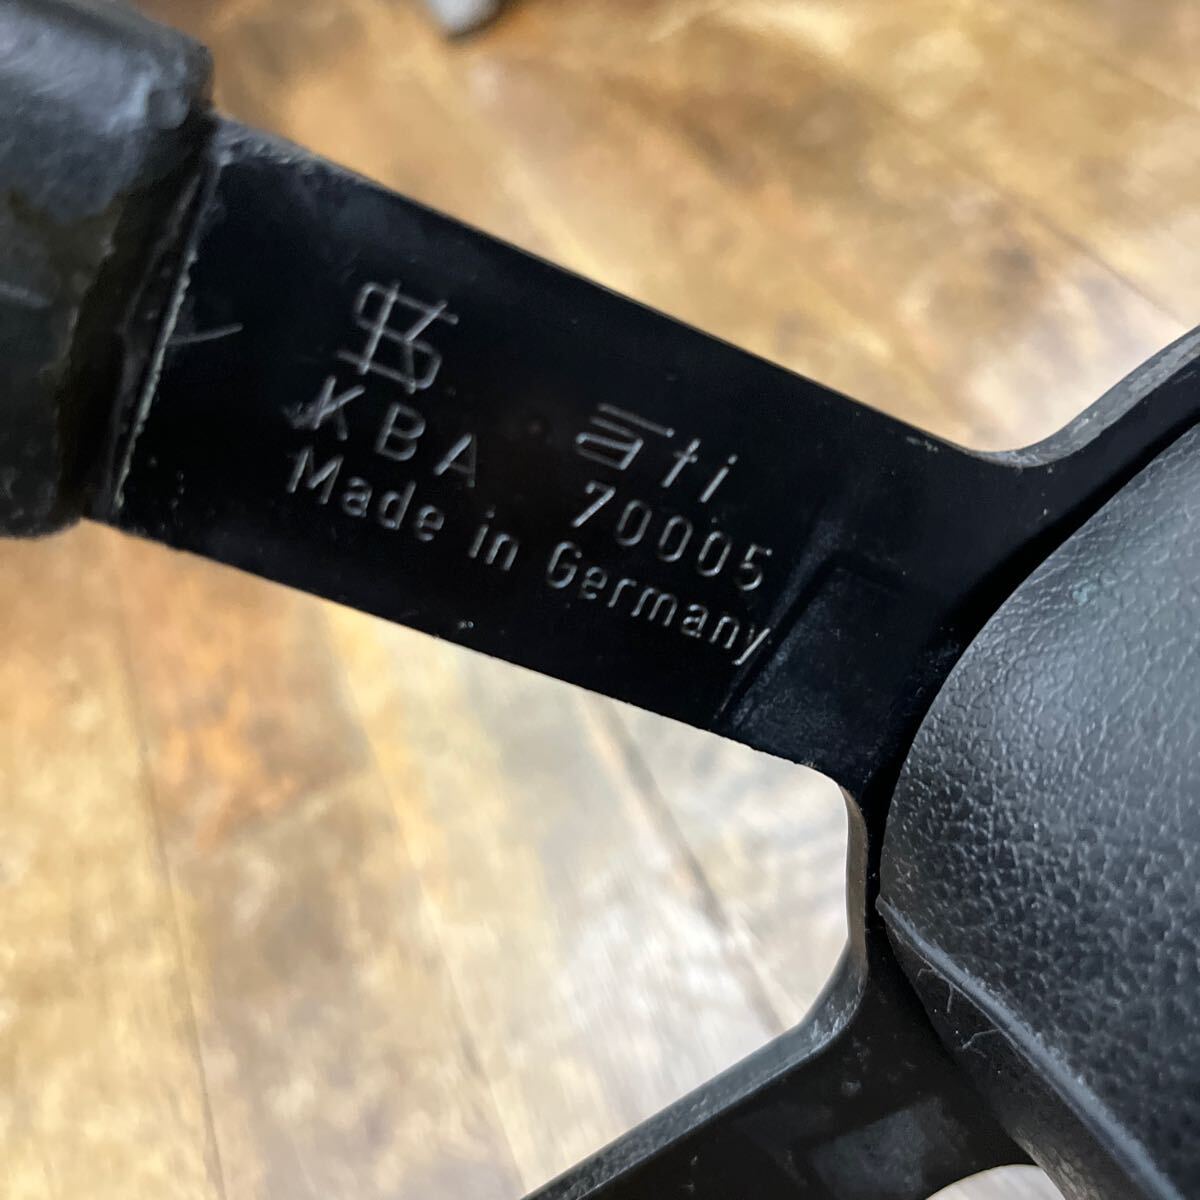 KBA ati 70005
Made in Germany